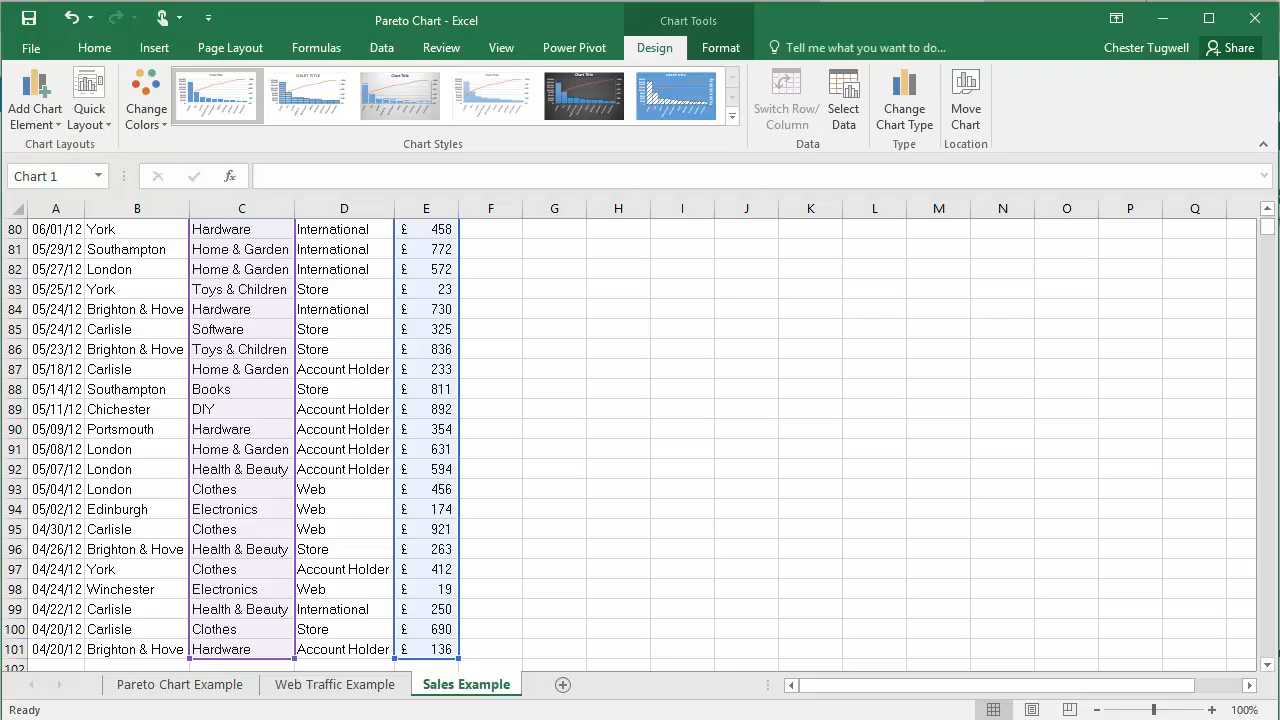 Pareto Chart - Excel
Chart Tools
File Home Insert Page Layout Formulas Data Review View Power Pivot Design Format Tell me what you want to do... Chester Tugwell Share
Add Chart Element
Quick Layout
Change Colors
Switch Row/ Column
Select Data
Change Chart Type
Move Chart
Chart Layouts Chart Styles Data Type Location
Chart 1 fx
A B C D E F G H I J K L M N O P Q
80 06/01/12 York Hardware International £ 458
81 05/29/12 Southampton Home & Garden International £ 772
82 05/27/12 London Home & Garden International £ 572
83 05/25/12 York Toys & Children Store £ 23
84 05/24/12 Brighton & Hove Hardware International £ 730
85 05/24/12 Carlisle Software Store £ 325
86 05/23/12 Brighton & Hove Toys & Children Store £ 836
87 05/18/12 Carlisle Home & Garden Account Holder £ 233
88 05/14/12 Southampton Books Store £ 811
89 05/11/12 Chichester DIY Account Holder £ 892
90 05/09/12 Portsmouth Hardware Account Holder £ 354
91 05/08/12 London Home & Garden Account Holder £ 631
92 05/07/12 London Health & Beauty Account Holder £ 594
93 05/04/12 London Clothes Web £ 456
94 05/02/12 Edinburgh Electronics Web £ 174
95 04/30/12 Carlisle Clothes Web £ 921
96 04/26/12 Brighton & Hove Health & Beauty Store £ 263
97 04/24/12 York Clothes Account Holder £ 412
98 04/24/12 Winchester Electronics Web £ 19
99 04/22/12 Carlisle Health & Beauty International £ 250
100 04/20/12 Carlisle Clothes Store £ 690
101 04/20/12 Brighton & Hove Hardware Account Holder £ 136
102
Pareto Chart Example Web Traffic Example Sales Example
Ready 100%